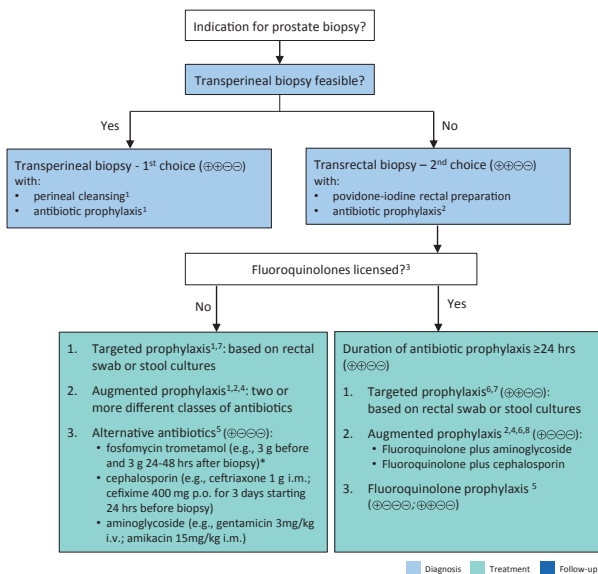 Indication for prostate biopsy?
Transperineal biopsy feasible?
Yes
No
Transperineal biopsy - 1st choice (⊕⊕⊖⊖)
with:
• perineal cleansing¹
• antibiotic prophylaxis¹
Transrectal biopsy – 2nd choice (⊕⊕⊖⊖)
with:
• povidone-iodine rectal preparation
• antibiotic prophylaxis²
Fluoroquinolones licensed?³
No
Yes
1. Targeted prophylaxis¹,⁷: based on rectal
swab or stool cultures
2. Augmented prophylaxis¹,²,⁴: two or
more different classes of antibiotics
3. Alternative antibiotics⁵ (⊕⊖⊖⊖):
• fosfomycin trometamol (e.g., 3 g before
and 3 g 24-48 hrs after biopsy)*
• cephalosporin (e.g., ceftriaxone 1 g i.m.;
cefixime 400 mg p.o. for 3 days starting
24 hrs before biopsy)
• aminoglycoside (e.g., gentamicin 3mg/kg
i.v.; amikacin 15mg/kg i.m.)
Duration of antibiotic prophylaxis ≥24 hrs
(⊕⊕⊖⊖)
1. Targeted prophylaxis⁶,⁷ (⊕⊕⊖⊖):
based on rectal swab or stool cultures
2. Augmented prophylaxis ²,⁴,⁶,⁸ (⊕⊖⊖⊖):
• Fluoroquinolone plus aminoglycoside
• Fluoroquinolone plus cephalosporin
3. Fluoroquinolone prophylaxis ⁵
(⊕⊖⊖⊖;⊕⊕⊖⊖)
Diagnosis
Treatment
Follow-up